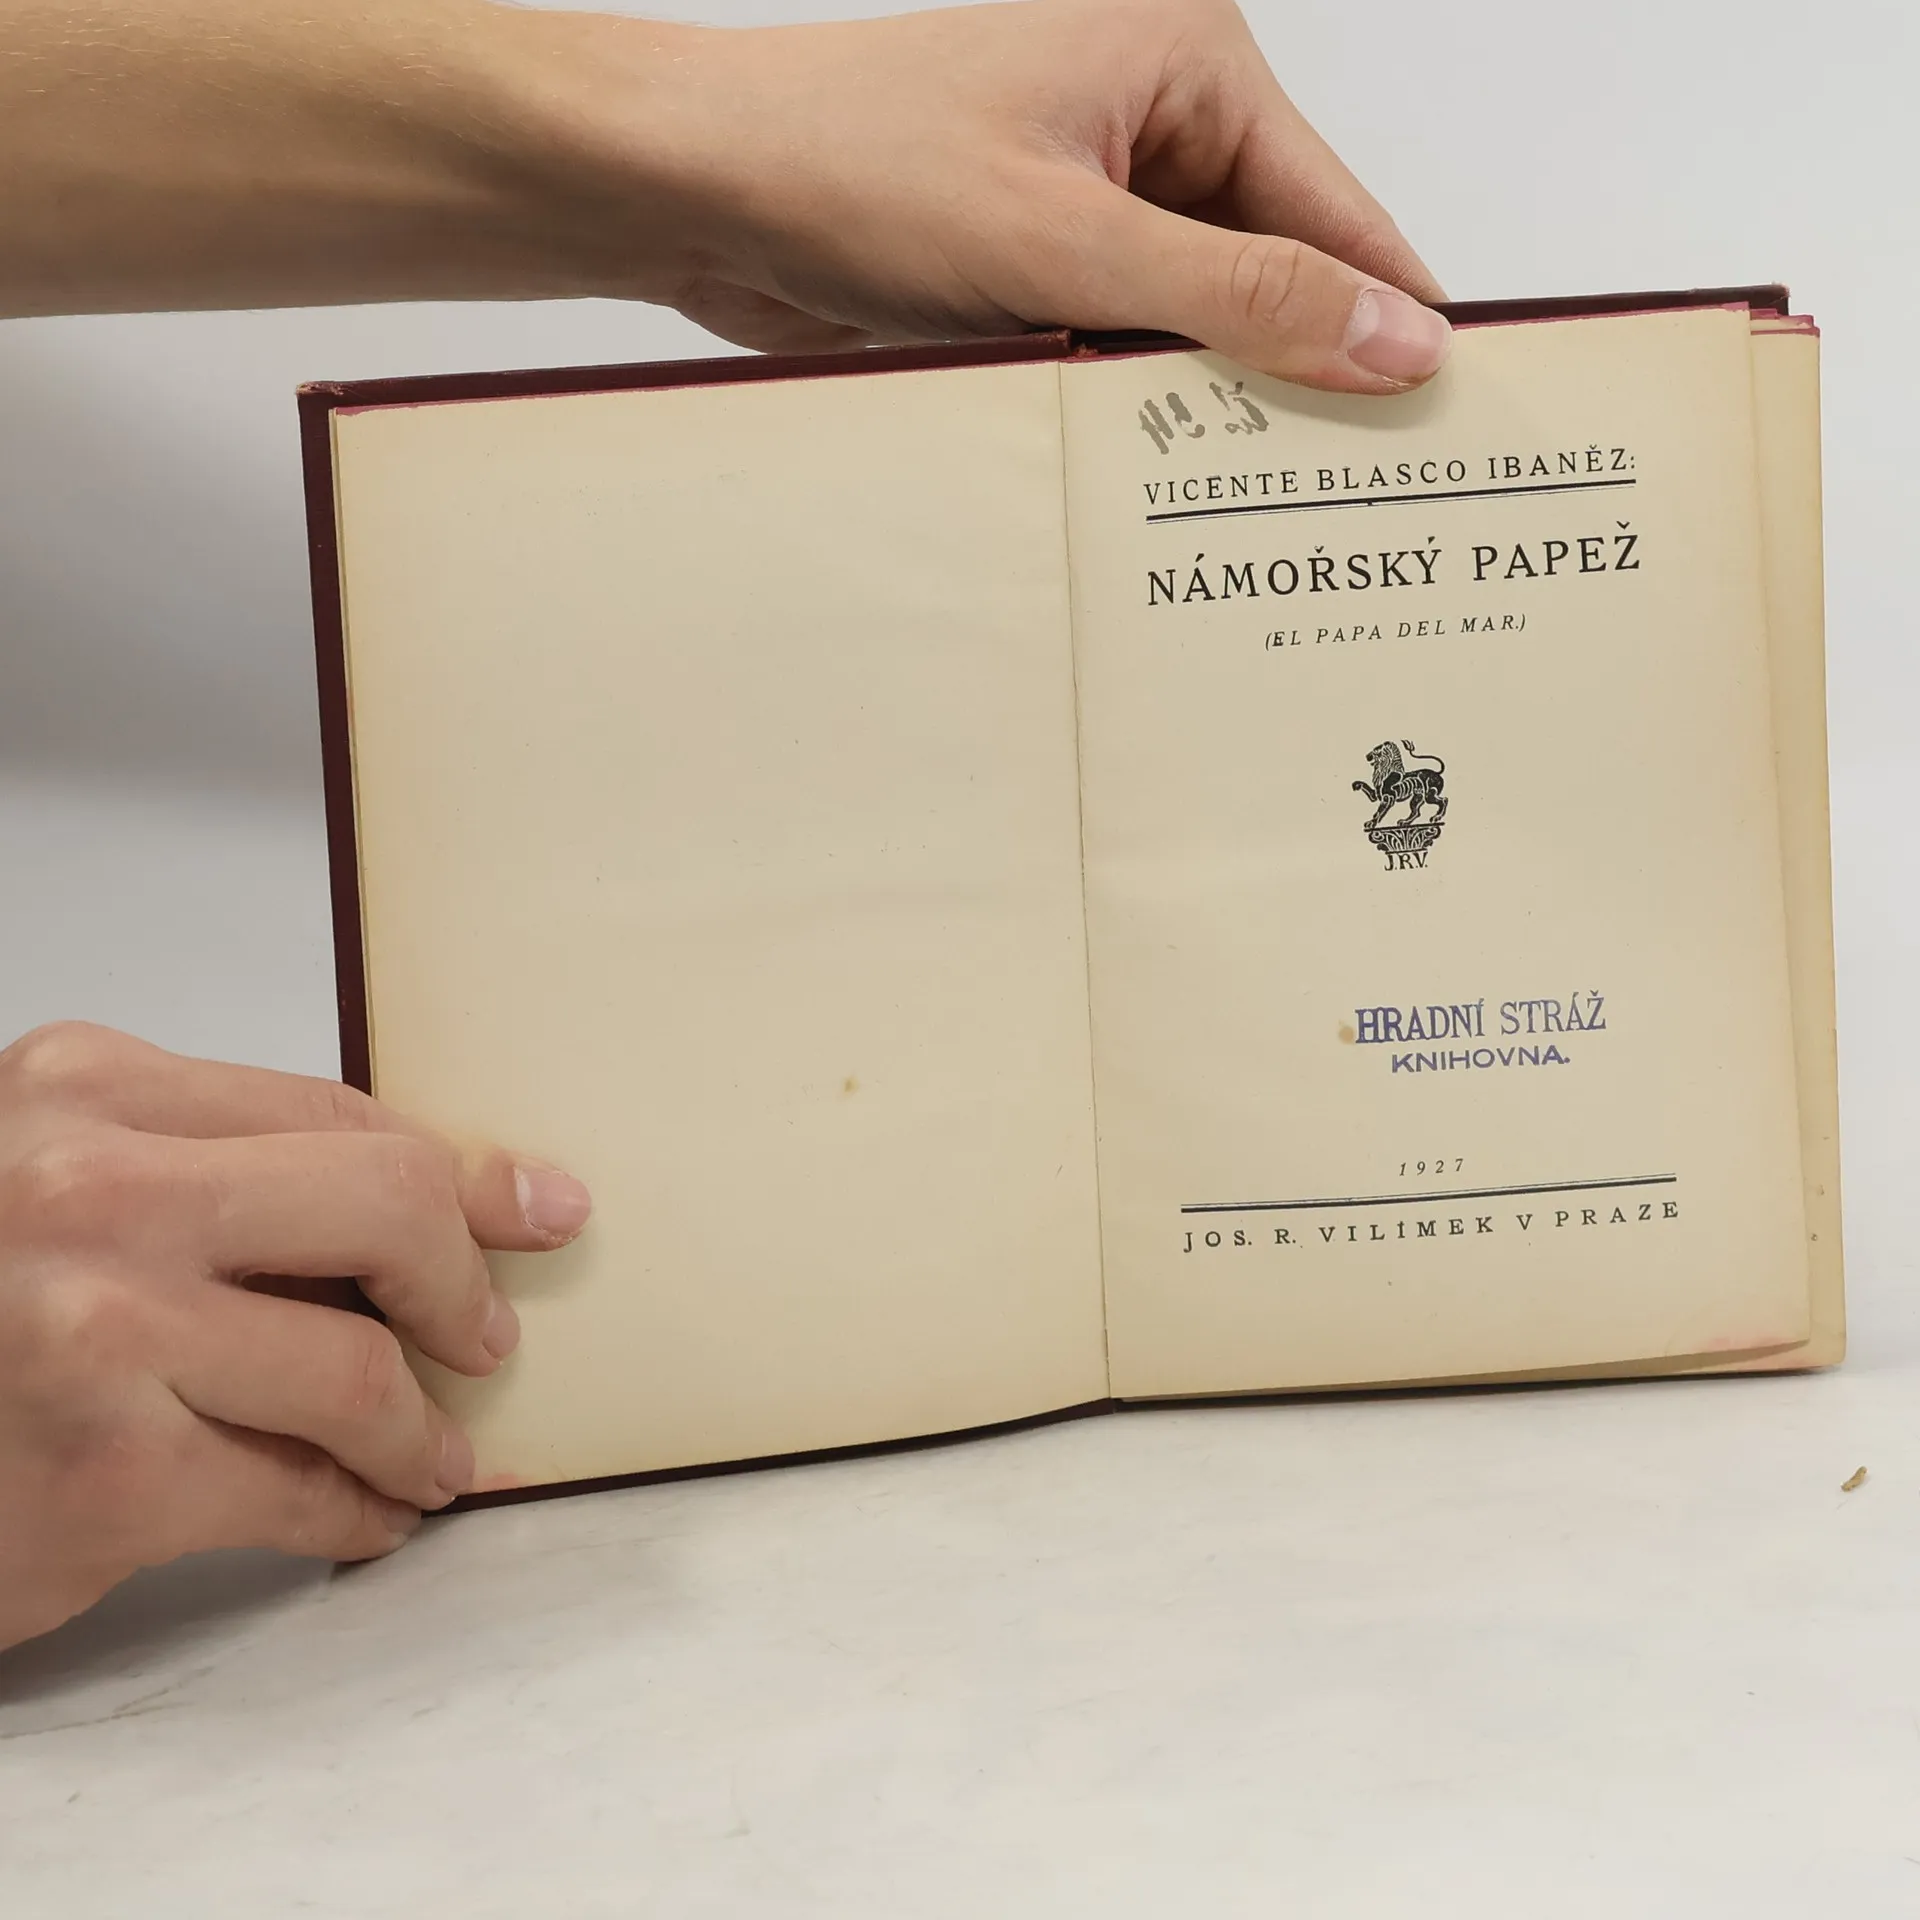 VICENTE BLASCO IBANĚZ:
NÁMOŘSKÝ PAPEŽ
(EL PAPA DEL MAR.)
J.R.V.
HRADNÍ STRÁŽ
KNIHOVNA.
1927
JOS. R. VILÍMEK V PRAZE